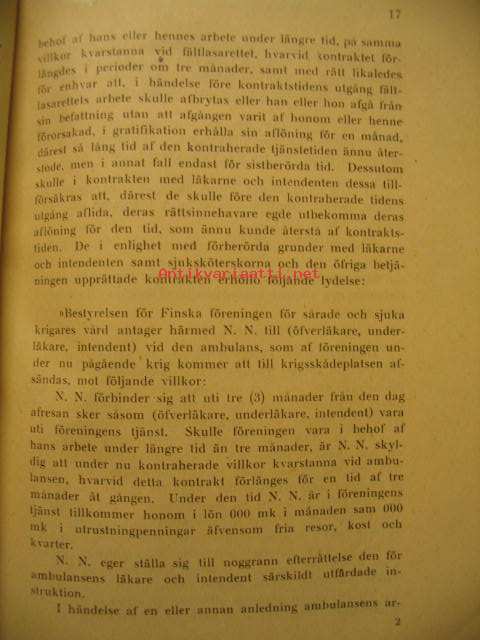 17
behof af hans eller hennes arbete under längre tid, på samma
villkor kvarstanna vid fältlasarettet, hvarvid kontraktet för-
längdes i perioder om tre månader, samt med rätt likaledes
för enhvar att, i händelse före kontraktstidens utgång fält-
lasarettets arbete skulle afbrytas eller han eller hon afgå från
sin befattning utan att afgången varit af honom eller henne
förorsakad, i gratifikation erhålla sin aflöning för en månad,
därest så lång tid af den kontraherade tjänstetiden ännu åter-
stode, men i annat fall endast för sistberörda tid. Dessutom
skulle i kontrakten med läkarne och intendenten dessa till-
försäkras att, därest de skulle före den kontraherade tidens
utgång aflida, deras rättsinnehavare egde utbekomma deras
aflöning för den tid, som ännu kunde återstå af kontrakts-
tiden. De i enlighet med förberörda grunder med läkarne
och intendenten samt sjuksköterskorna och den öfriga betjä-
ningen upprättade kontrakten erhöllo följande lydelse:
Antikvariaatti.net
»Bestyrelsen för Finska föreningen för sårade och sjuka
krigares vård antager härmed N. N. till (öfverläkare, under-
läkare, intendent) vid den ambulans, som af föreningen un-
der nu pågående krig kommer att till krigsskådeplatsen af-
sändas, mot följande villkor:
N. N. förbinder sig att uti tre (3) månader från den dag
afresan sker såsom (öfverläkare, underläkare, intendent) vara
uti föreningens tjänst. Skulle föreningen vara i behof af
hans arbete under längre tid än tre månader, är N. N. skyl-
dig att under nu kontraherade villkor kvarstanna vid ambu-
lansen, hvarvid detta kontrakt förlänges för en tid af tre
månader åt gången. Under den tid N. N. är i föreningens
tjänst tillkommer honom i lön 000 mk i månaden sam 000
mk i utrustningpenningar äfvensom fria resor, kost och
kvarter.
N. N. eger ställa sig till noggrann efterrättelse den för
ambulansens läkare och intendent särskildt utfärdade in-
struktion.
I händelse af en eller annan anledning ambulansens ar-
2